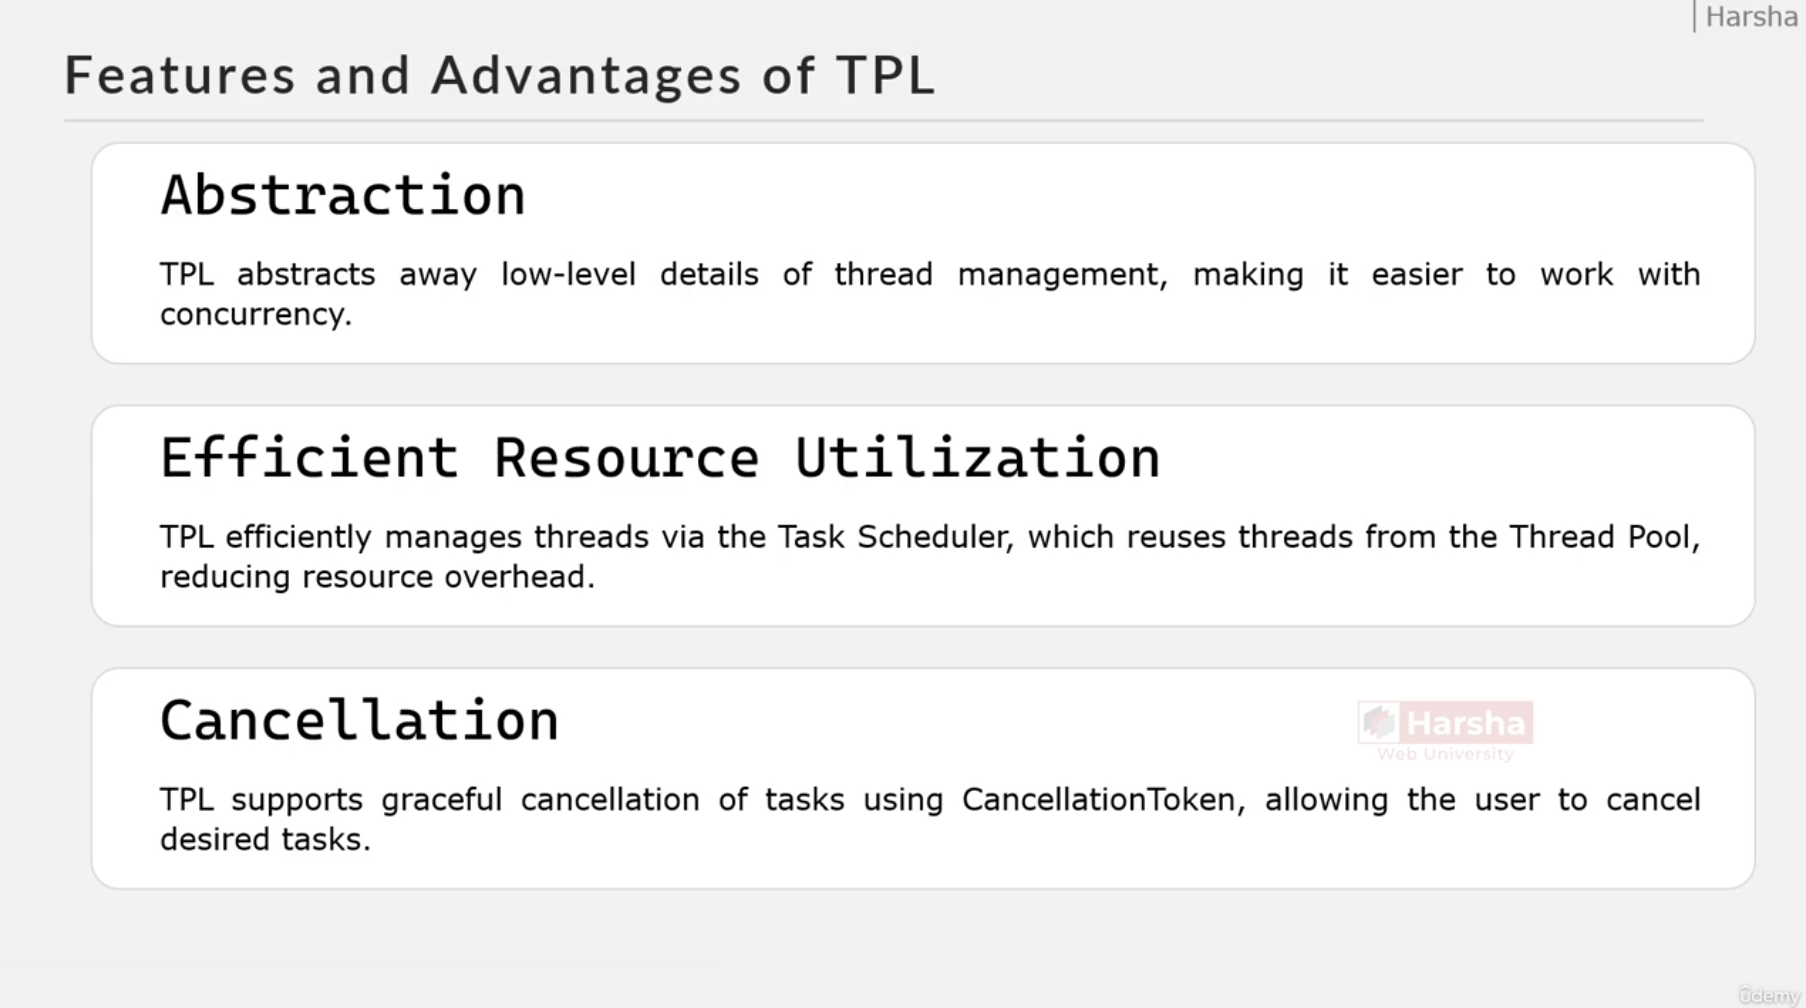 Harsha
Features and Advantages of TPL
Abstraction
TPL abstracts away low-level details of thread management, making it easier to work with
concurrency.
Efficient Resource Utilization
TPL efficiently manages threads via the Task Scheduler, which reuses threads from the Thread Pool,
reducing resource overhead.
Cancellation
Harsha
Web University
TPL supports graceful cancellation of tasks using CancellationToken, allowing the user to cancel
desired tasks.
ûdemy